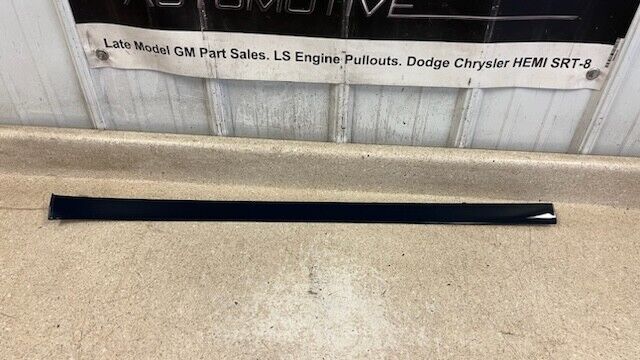 AUTOMOTIVE
Late Model GM Part Sales. LS Engine Pullouts. Dodge Chrysler HEMI SRT-8